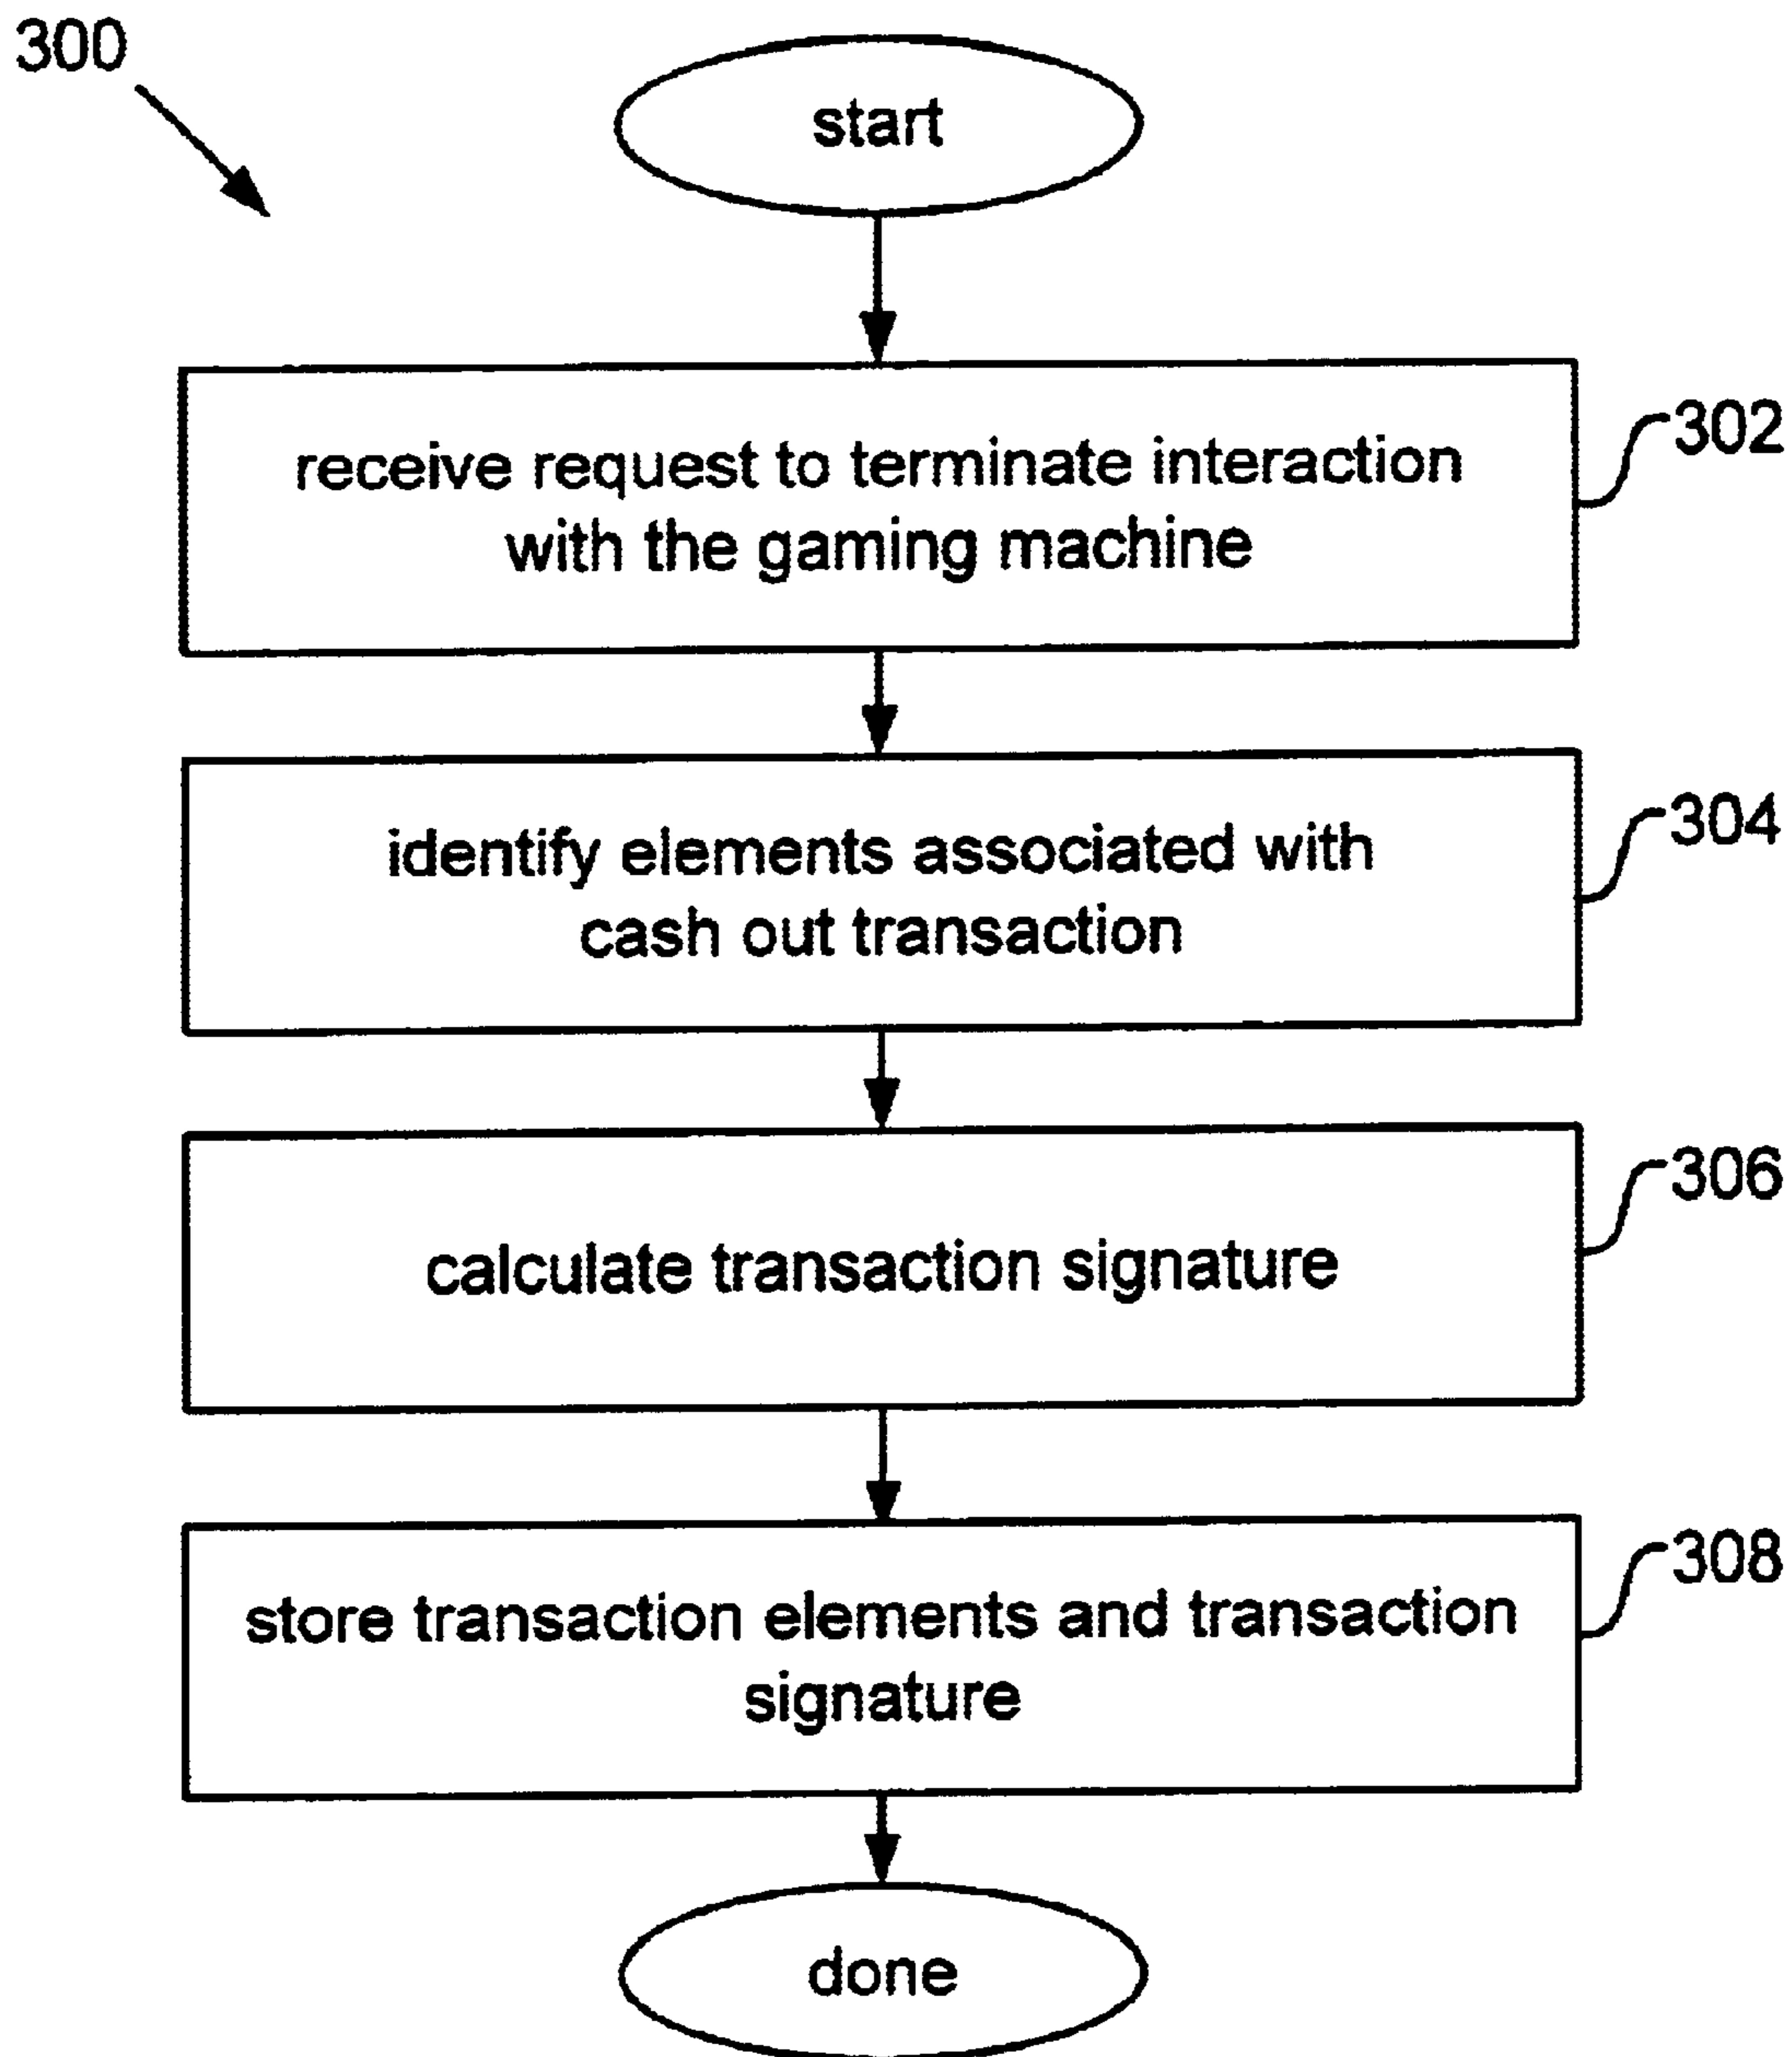 300
start
receive request to terminate interaction
with the gaming machine
302
identify elements associated with
cash out transaction
304
calculate transaction signature
306
store transaction elements and transaction
signature
308
done